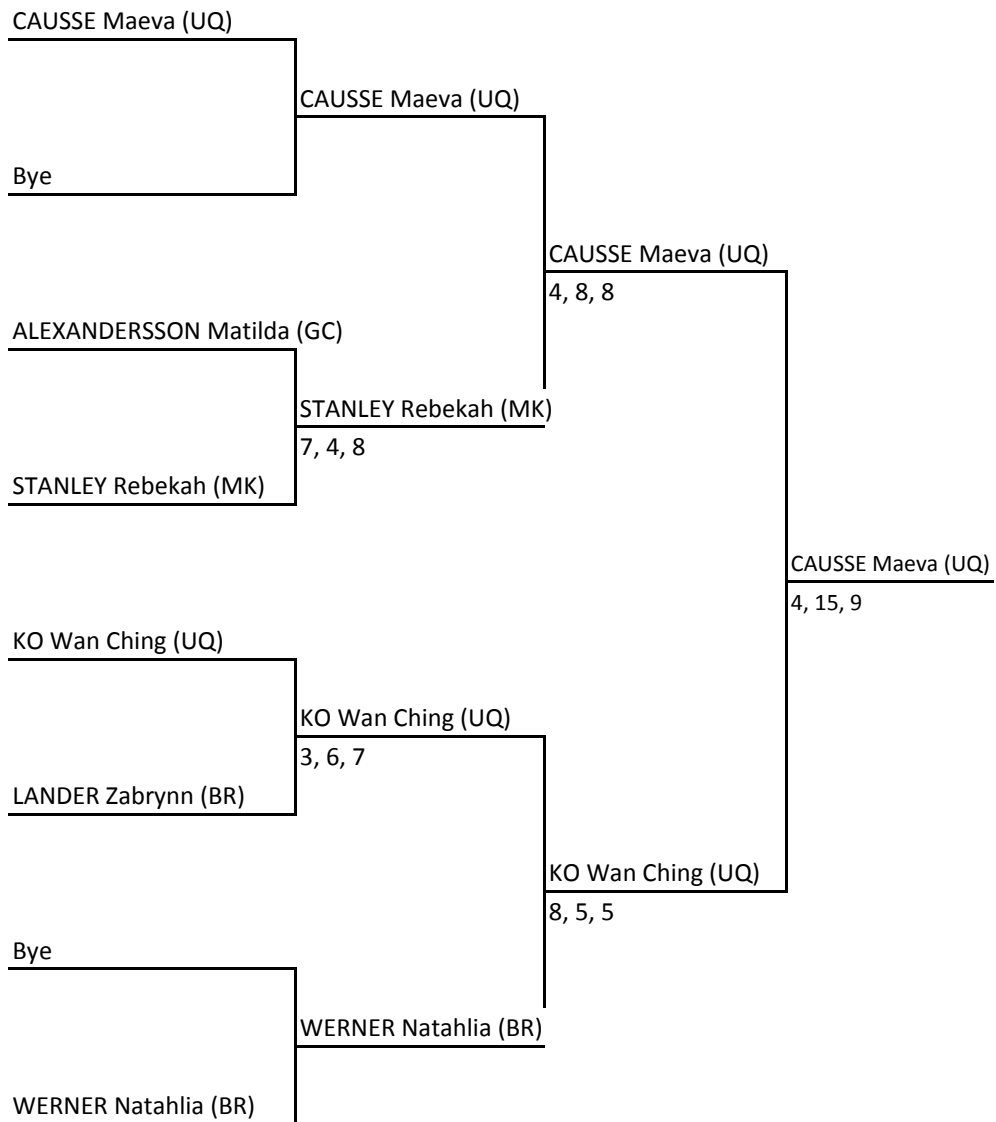 CAUSSE Maeva (UQ)
CAUSSE Maeva (UQ)
Bye
CAUSSE Maeva (UQ)
4, 8, 8
ALEXANDERSSON Matilda (GC)
STANLEY Rebekah (MK)
7, 4, 8
STANLEY Rebekah (MK)
CAUSSE Maeva (UQ)
4, 15, 9
KO Wan Ching (UQ)
KO Wan Ching (UQ)
3, 6, 7
LANDER Zabrynn (BR)
KO Wan Ching (UQ)
8, 5, 5
Bye
WERNER Natahlia (BR)
WERNER Natahlia (BR)